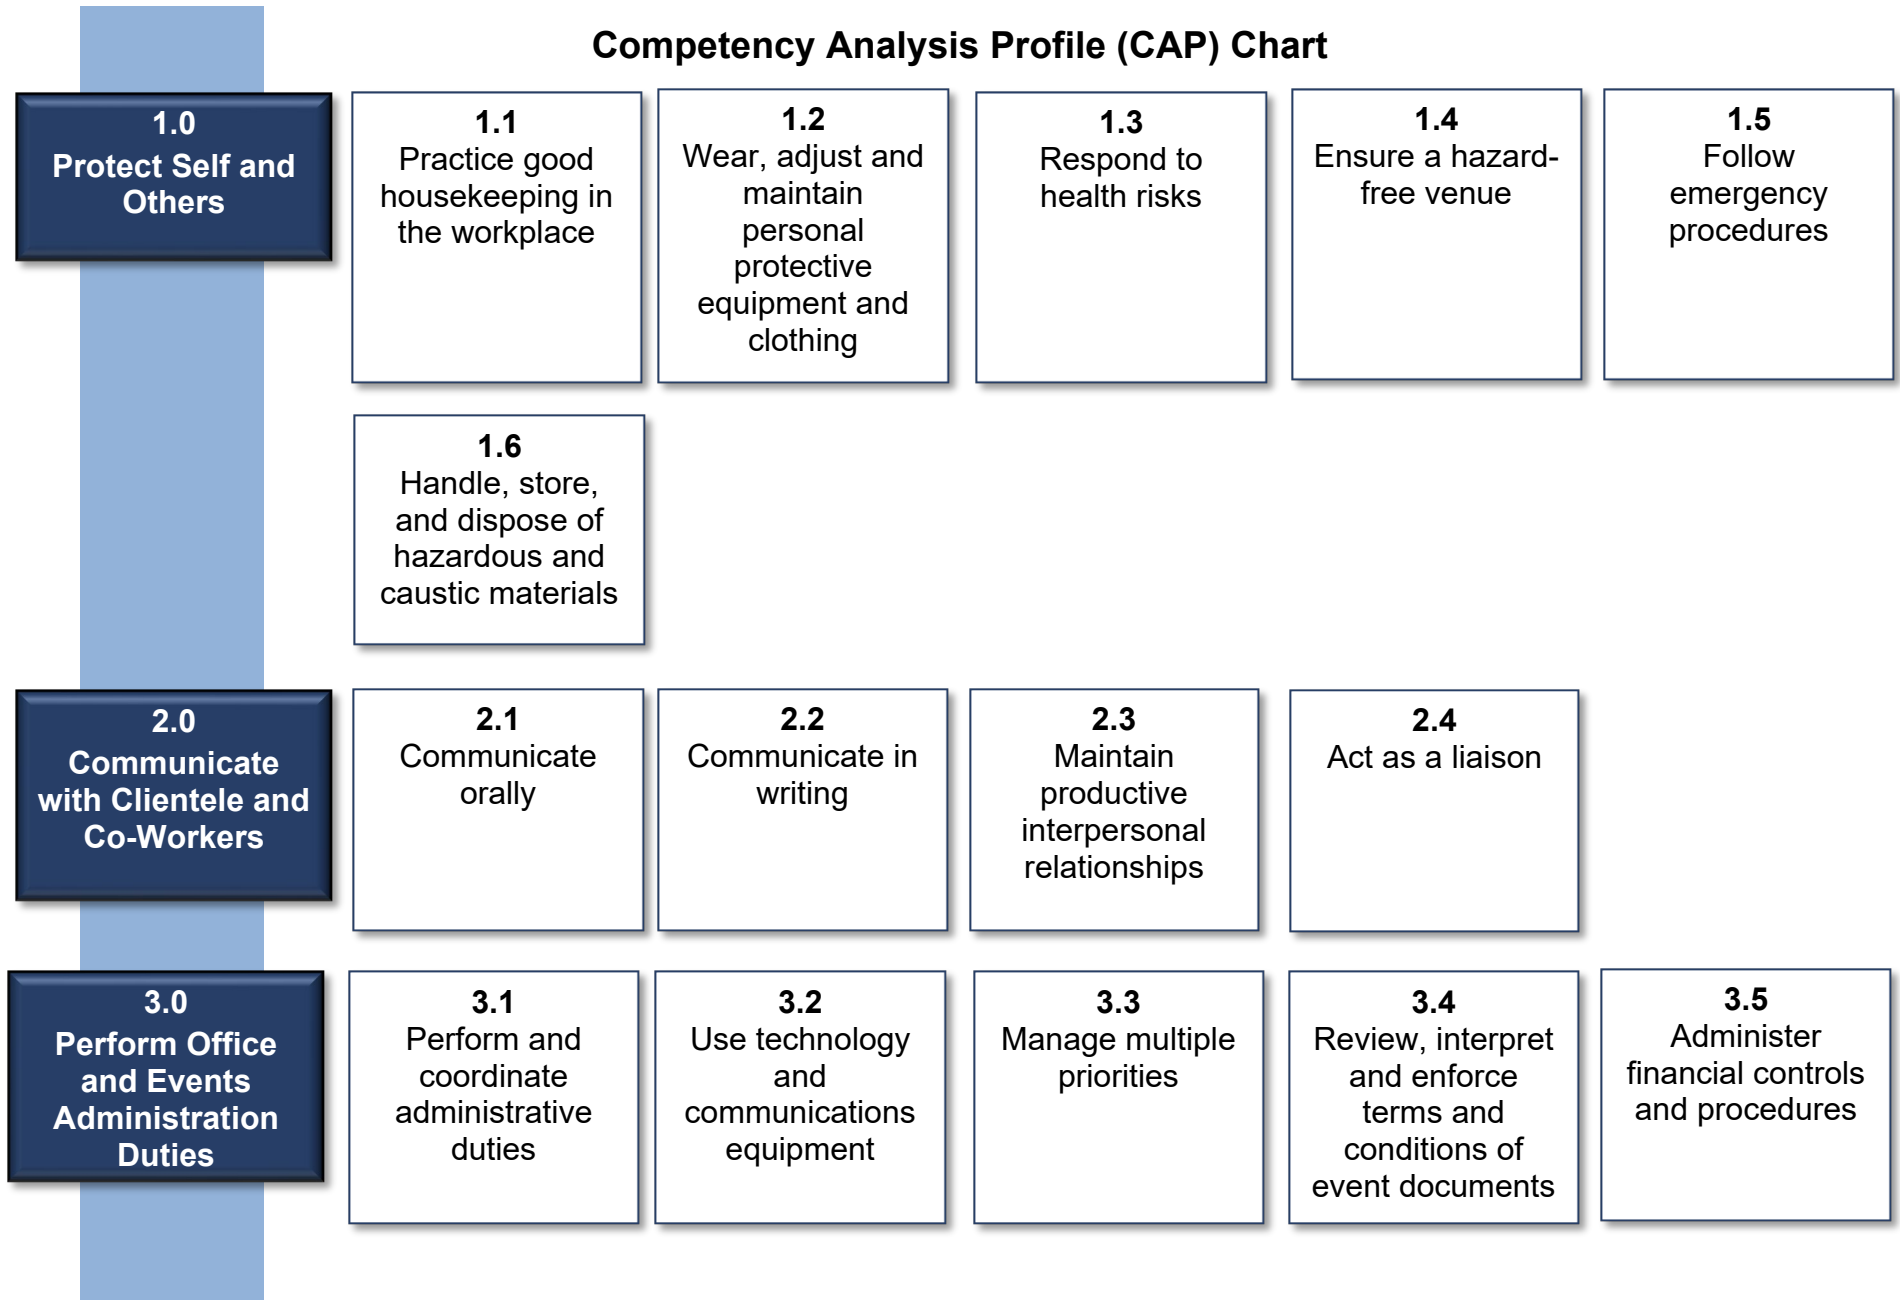 Competency Analysis Profile (CAP) Chart
1.0
Protect Self and
Others
1.1
Practice good
housekeeping in
the workplace
1.2
Wear, adjust and
maintain
personal
protective
equipment and
clothing
1.3
Respond to
health risks
1.4
Ensure a hazard-
free venue
1.5
Follow
emergency
procedures
1.6
Handle, store,
and dispose of
hazardous and
caustic materials
2.0
Communicate
with Clientele and
Co-Workers
2.1
Communicate
orally
2.2
Communicate in
writing
2.3
Maintain
productive
interpersonal
relationships
2.4
Act as a liaison
3.0
Perform Office
and Events
Administration
Duties
3.1
Perform and
coordinate
administrative
duties
3.2
Use technology
and
communications
equipment
3.3
Manage multiple
priorities
3.4
Review, interpret
and enforce
terms and
conditions of
event documents
3.5
Administer
financial controls
and procedures